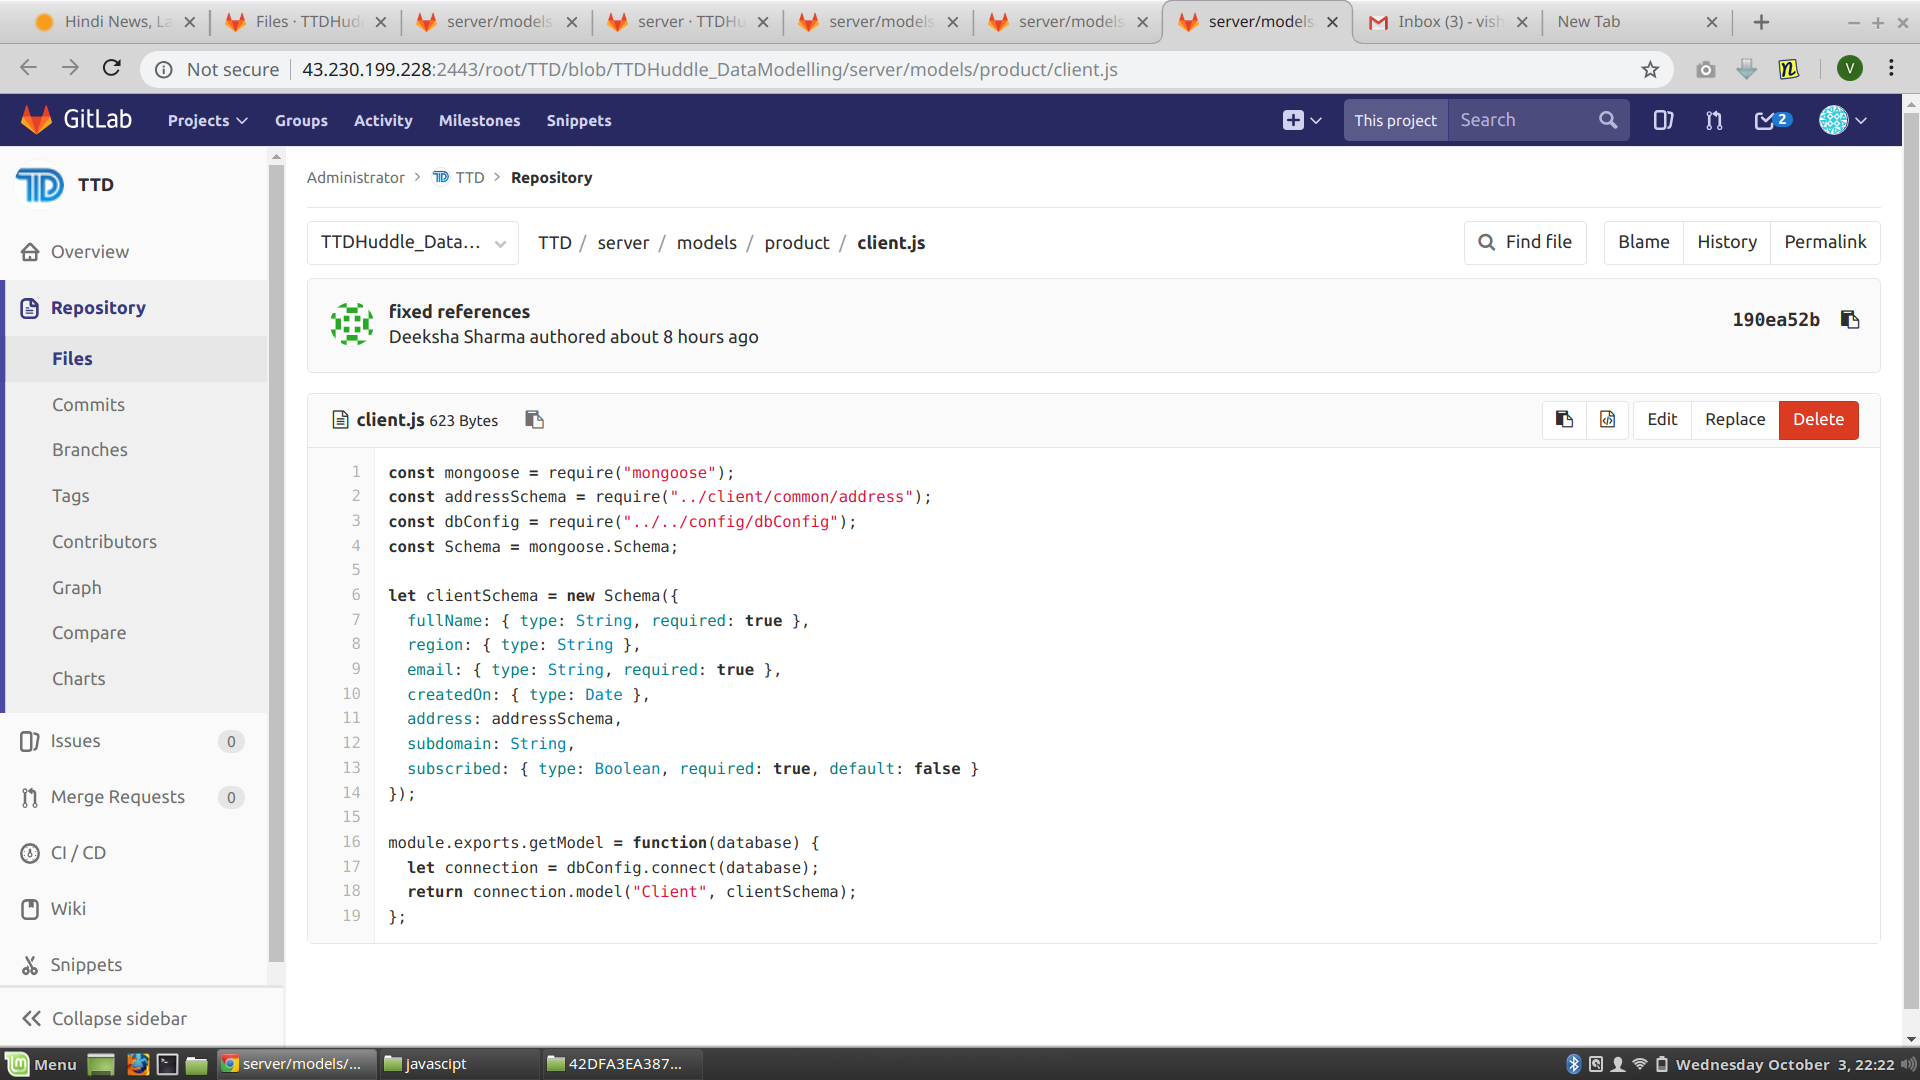 Hindi News, La
Files · TTDHud
server/models
server · TTDHu
server/models
server/models
server/models
Inbox (3) - vish
New Tab
Not secure
43.230.199.228:2443/root/TTD/blob/TTDHuddle_DataModelling/server/models/product/client.js
V
GitLab
Projects
Groups
Activity
Milestones
Snippets
This project
Search
2
TTD
Administrator > TTD > Repository
Overview
Repository
Files
Commits
Branches
Tags
Contributors
Graph
Compare
Charts
Issues 0
Merge Requests 0
CI / CD
Wiki
Snippets
Collapse sidebar
TTDHuddle_Data...
TTD / server / models / product / client.js
Find file
Blame
History
Permalink
fixed references
Deeksha Sharma authored about 8 hours ago
190ea52b
client.js 623 Bytes
Edit
Replace
Delete
1 const mongoose = require("mongoose");
2 const addressSchema = require("../client/common/address");
3 const dbConfig = require("../../config/dbConfig");
4 const Schema = mongoose.Schema;
5
6 let clientSchema = new Schema({
7   fullName: { type: String, required: true },
8   region: { type: String },
9   email: { type: String, required: true },
10   createdOn: { type: Date },
11   address: addressSchema,
12   subdomain: String,
13   subscribed: { type: Boolean, required: true, default: false }
14 });
15
16 module.exports.getModel = function(database) {
17   let connection = dbConfig.connect(database);
18   return connection.model("Client", clientSchema);
19 };
Menu
server/models/...
javascipt
42DFA3EA387...
Wednesday October 3, 22:22